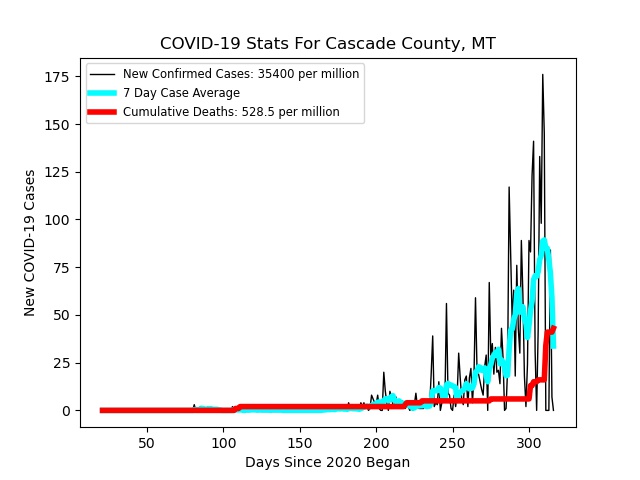 COVID-19 Stats For Cascade County, MT
New Confirmed Cases: 35400 per million
7 Day Case Average
Cumulative Deaths: 528.5 per million
New COVID-19 Cases
175
150
125
100
75
50
25
0
50 100 150 200 250 300
Days Since 2020 Began